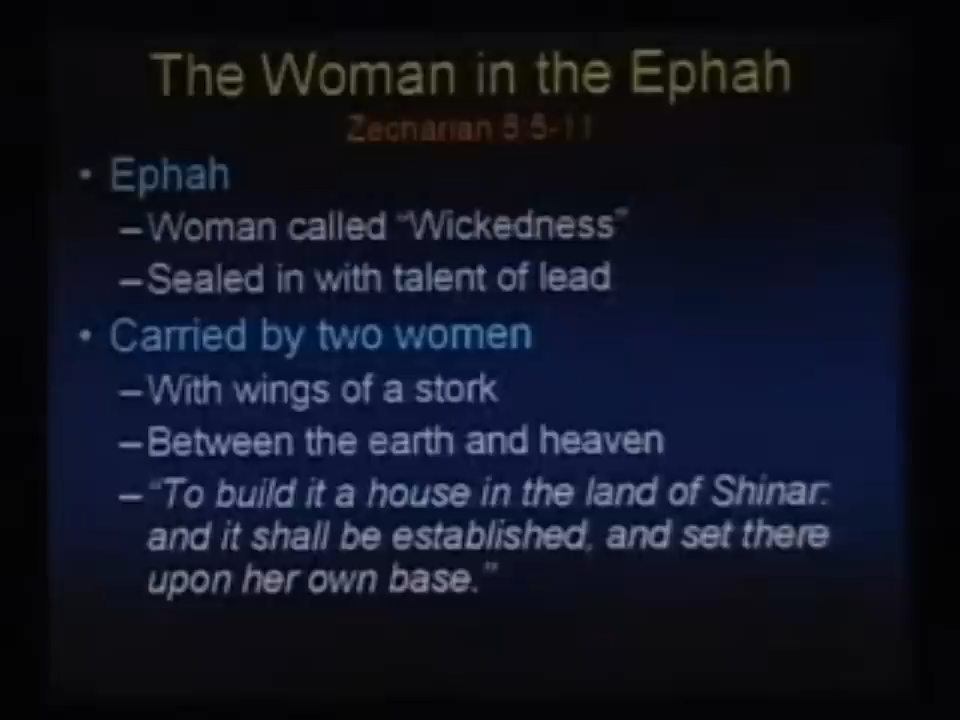 The Woman in the Ephah
Zechariah 5:5-11
• Ephah
– Woman called “Wickedness”
– Sealed in with talent of lead
• Carried by two women
– With wings of a stork
– Between the earth and heaven
– “To build it a house in the land of Shinar:
and it shall be established, and set there
upon her own base.”